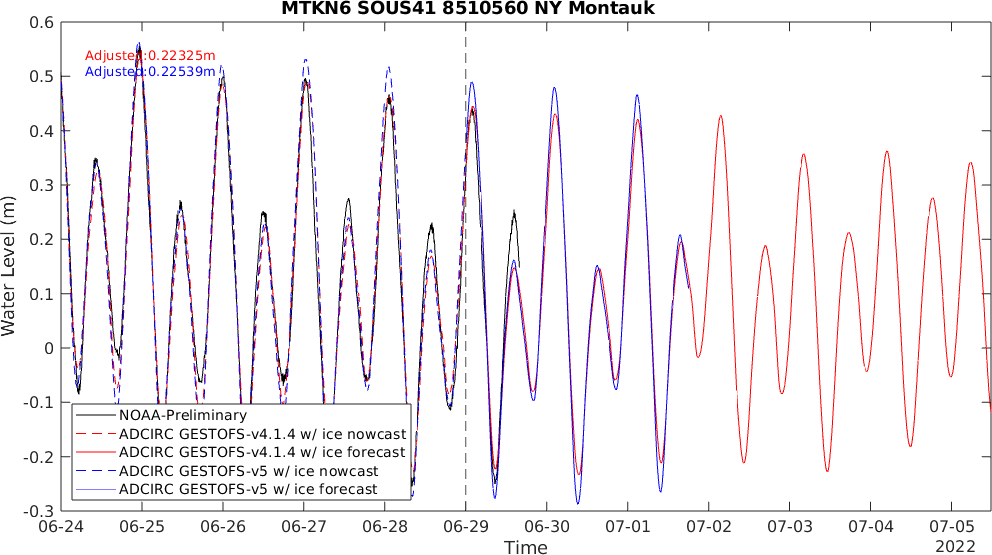 MTKN6 SOUS41 8510560 NY Montauk
Adjusted:0.22325m
Adjusted:0.22539m
Water Level (m)
0.6
0.5
0.4
0.3
0.2
0.1
0
-0.1
-0.2
-0.3
NOAA-Preliminary
ADCIRC GESTOFS-v4.1.4 w/ ice nowcast
ADCIRC GESTOFS-v4.1.4 w/ ice forecast
ADCIRC GESTOFS-v5 w/ ice nowcast
ADCIRC GESTOFS-v5 w/ ice forecast
06-24 06-25 06-26 06-27 06-28 06-29 06-30 07-01 07-02 07-03 07-04 07-05
Time
2022